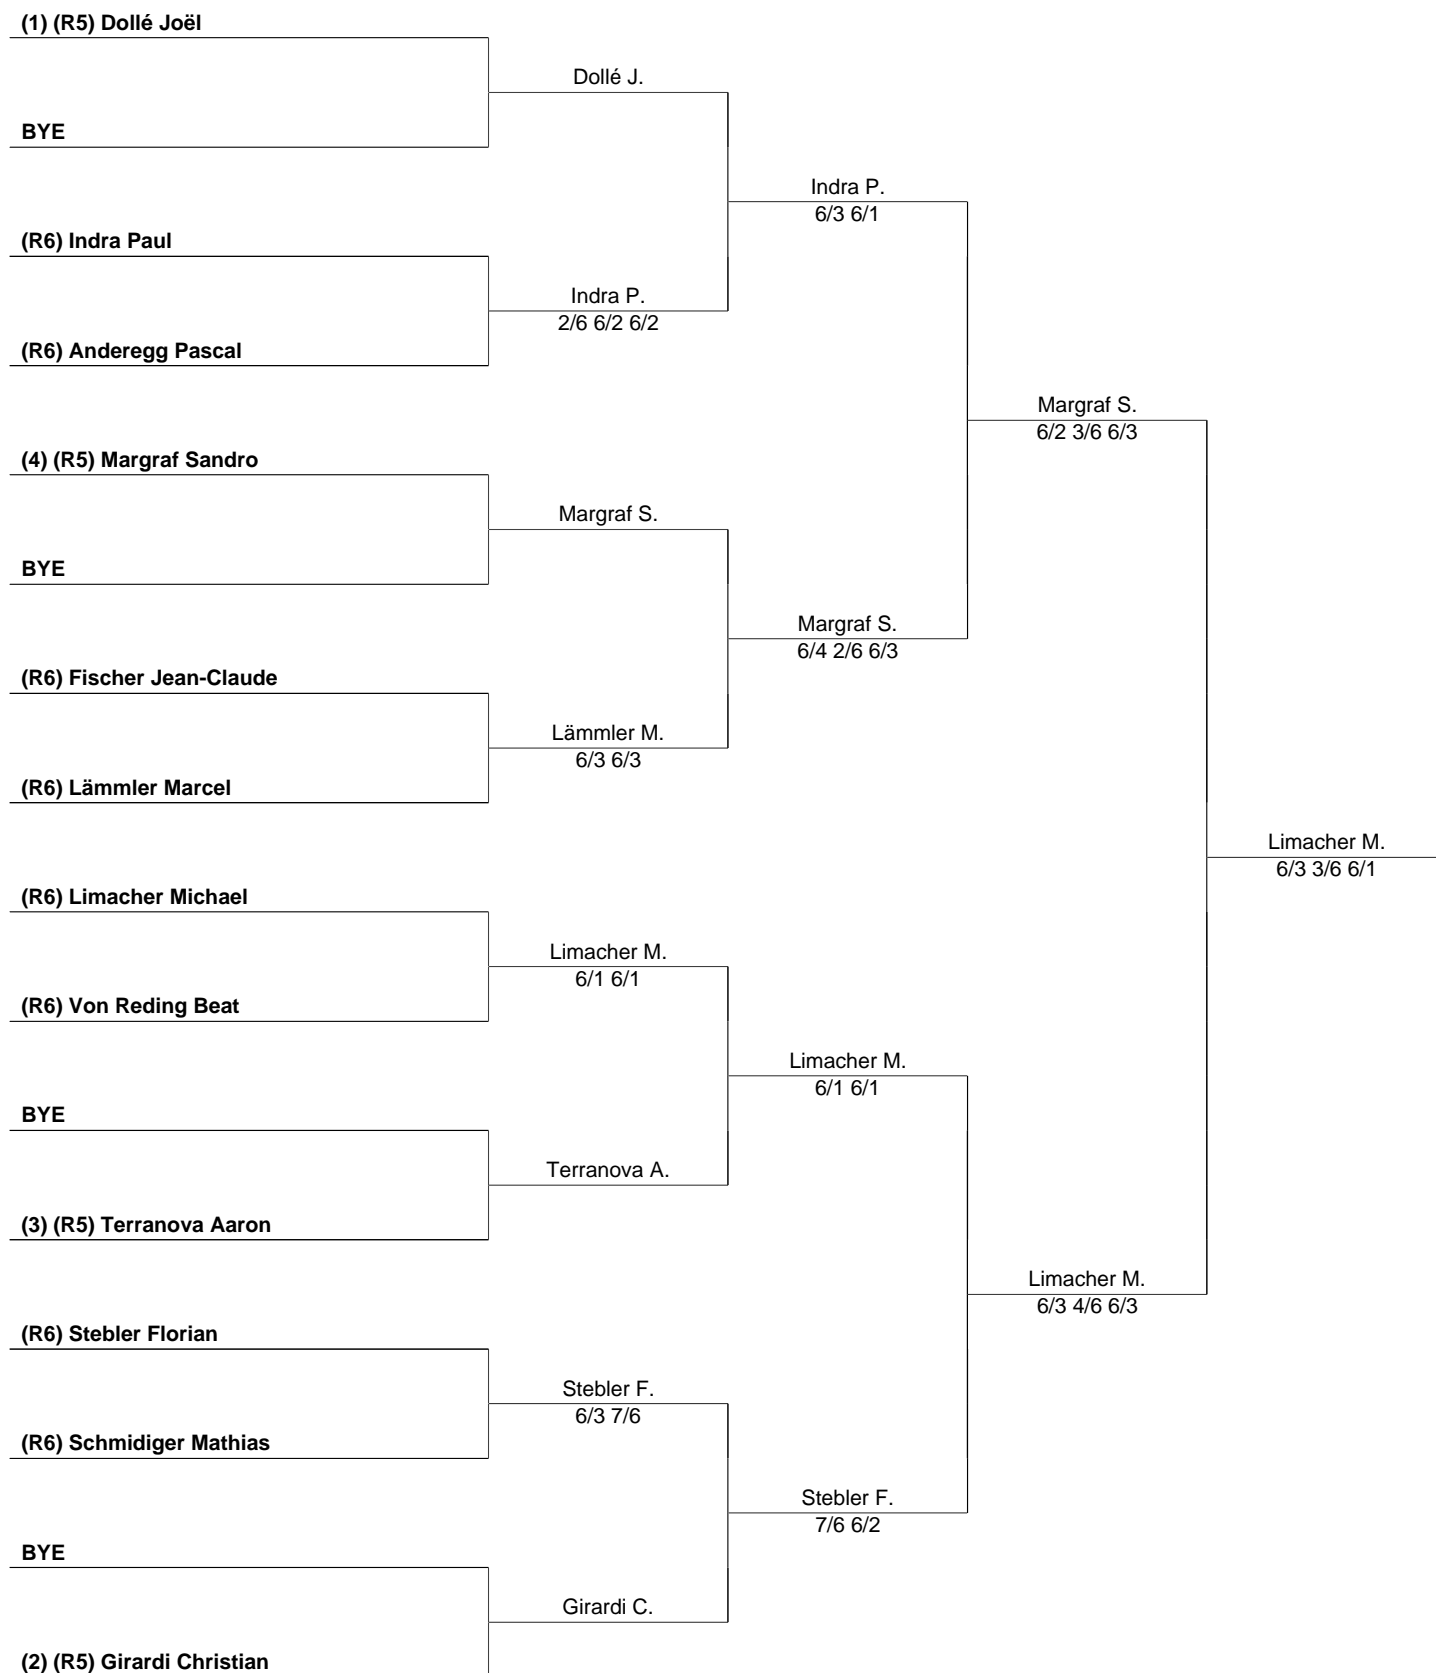 (1) (R5) Dollé Joël
Dollé J.
BYE
Indra P.
6/3 6/1
(R6) Indra Paul
Indra P.
2/6 6/2 6/2
(R6) Anderegg Pascal
Margraf S.
6/2 3/6 6/3
(4) (R5) Margraf Sandro
Margraf S.
BYE
Margraf S.
6/4 2/6 6/3
(R6) Fischer Jean-Claude
Lämmler M.
6/3 6/3
(R6) Lämmler Marcel
Limacher M.
6/3 3/6 6/1
(R6) Limacher Michael
Limacher M.
6/1 6/1
(R6) Von Reding Beat
Limacher M.
6/1 6/1
BYE
Terranova A.
(3) (R5) Terranova Aaron
Limacher M.
6/3 4/6 6/3
(R6) Stebler Florian
Stebler F.
6/3 7/6
(R6) Schmidiger Mathias
Stebler F.
7/6 6/2
BYE
Girardi C.
(2) (R5) Girardi Christian